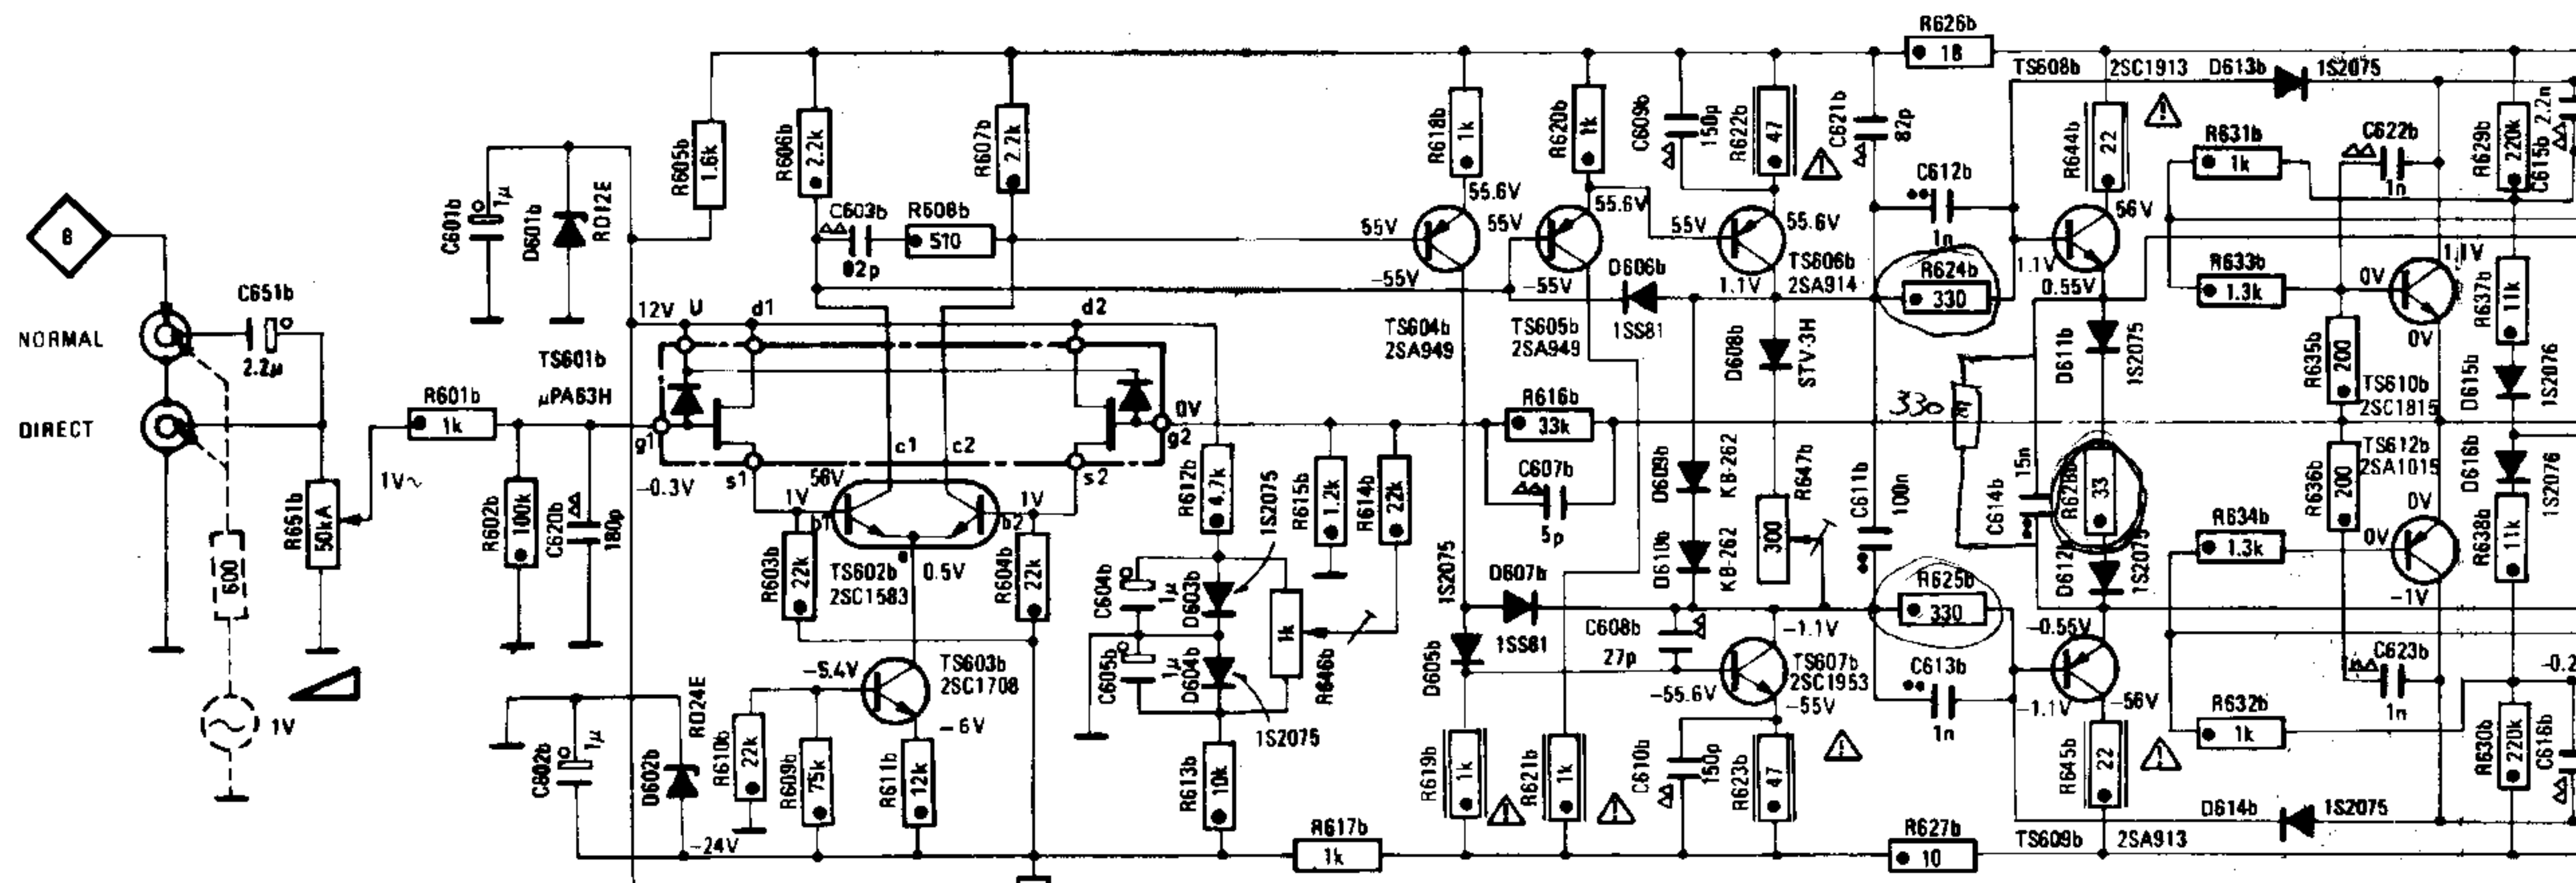 8
NORMAL
DIRECT
C651b
2.2µ
600
1V
R651b
50kA
1V~
R601b
1k
R602b
100k
C620b
180p
C601b
1µ
D601b
RD12E
TS601b
µPA63H
12V
U
d1
d2
g1
s1
s2
g2
0V
-0.3V
c1
c2
56V
1V
b1
b2
1V
0.5V
TS602b
2SC1583
R605b
1.6k
R606b
2.2k
R607b
2.2k
C603b
82p
R608b
510
R603b
22k
R604b
22k
TS603b
2SC1708
-5.4V
-6V
C602b
1µ
D602b
RD24E
-24V
R610b
22k
R609b
75k
R611b
12k
R612b
4.7k
C604b
1µ
D603b
1S2075
C605b
1µ
D604b
1S2075
1k
R646b
R613b
10k
R615b
1.2k
R614b
22k
R616b
33k
C607b
5p
R617b
1k
R618b
1k
55.6V
55V
-55V
TS604b
2SA949
R620b
1k
55.6V
55V
-55V
TS605b
2SA949
D606b
1SS81
C609b
150p
R622b
47
55V
55.6V
TS606b
2SA914
1.1V
C621b
82p
D608b
STV-3H
D609b
KB-262
D610b
KB-262
300
R647b
C611b
100n
1S2075
D605b
D607b
1SS81
C608b
27p
-1.1V
TS607b
2SC1953
-55.6V
-55V
R619b
1k
R621b
1k
C610b
150p
R623b
47
R626b
18
C612b
1n
R624b
330
R625b
330
C613b
1n
R627b
10
TS608b
2SC1913
R644b
22
56V
1.1V
0.55V
D611b
1S2075
330
C614b
15n
R628b
33
D612b
1S2075
-0.55V
-1.1V
-56V
R645b
22
TS609b
2SA913
D613b
1S2075
D614b
1S2075
R631b
1k
R633b
1.3k
C622b
1n
0V
1.1V
0V
R635b
200
TS610b
2SC1815
TS612b
2SA1015
R636b
200
R634b
1.3k
0V
0V
-1V
C623b
1n
R632b
1k
R629b
220k
2.2n
C615b
R637b
11k
D615b
1S2076
D616b
1S2076
R638b
11k
R630b
220k
C616b
-0.2